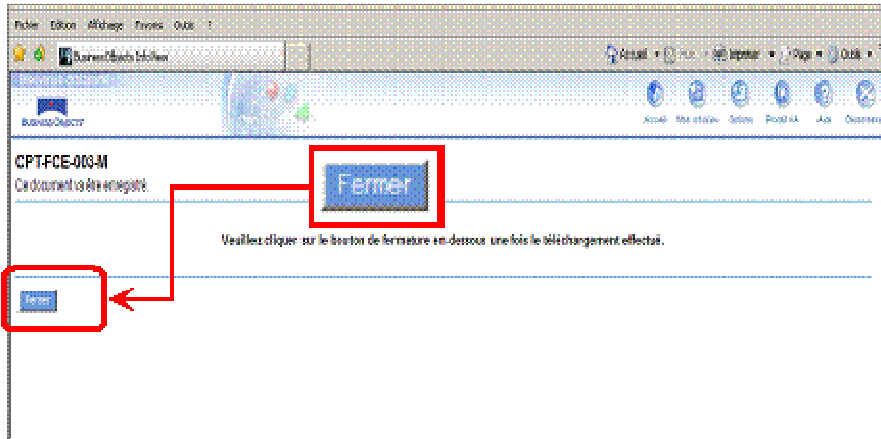 Fichier Edition Affichage Favoris Outils ?
BusinessObjects InfoView
Accueil Imprimer Page Outils
BUSINESSOBJECTS
Accueil Options Aide
CPT-FCE-003-M
Ce document va être enregistré.
Fermer
Veuillez cliquer sur le bouton de fermeture en-dessous une fois le téléchargement effectué.
Fermer